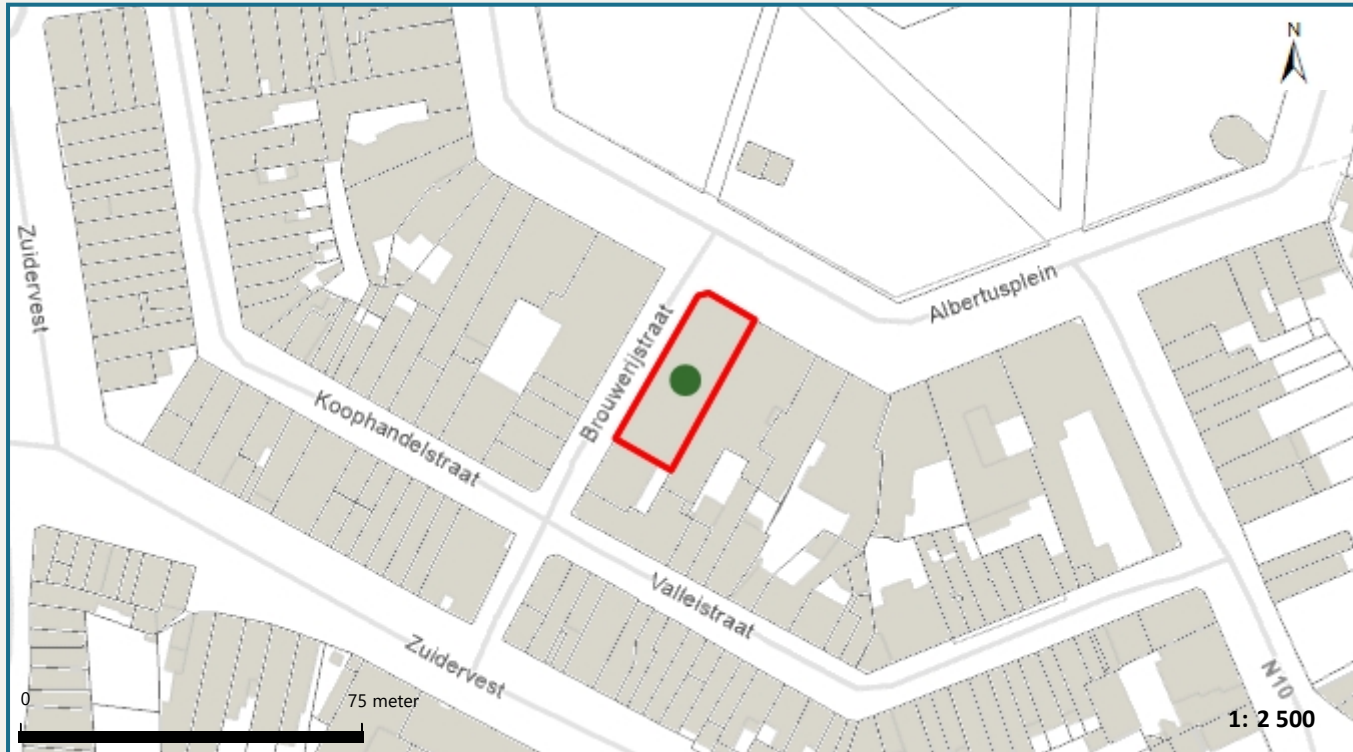 N
Zuidervest
Albertusplein
Brouwerijstraat
Koophandelstraat
Valleistraat
Zuidervest
N10
0
75 meter
1: 2 500